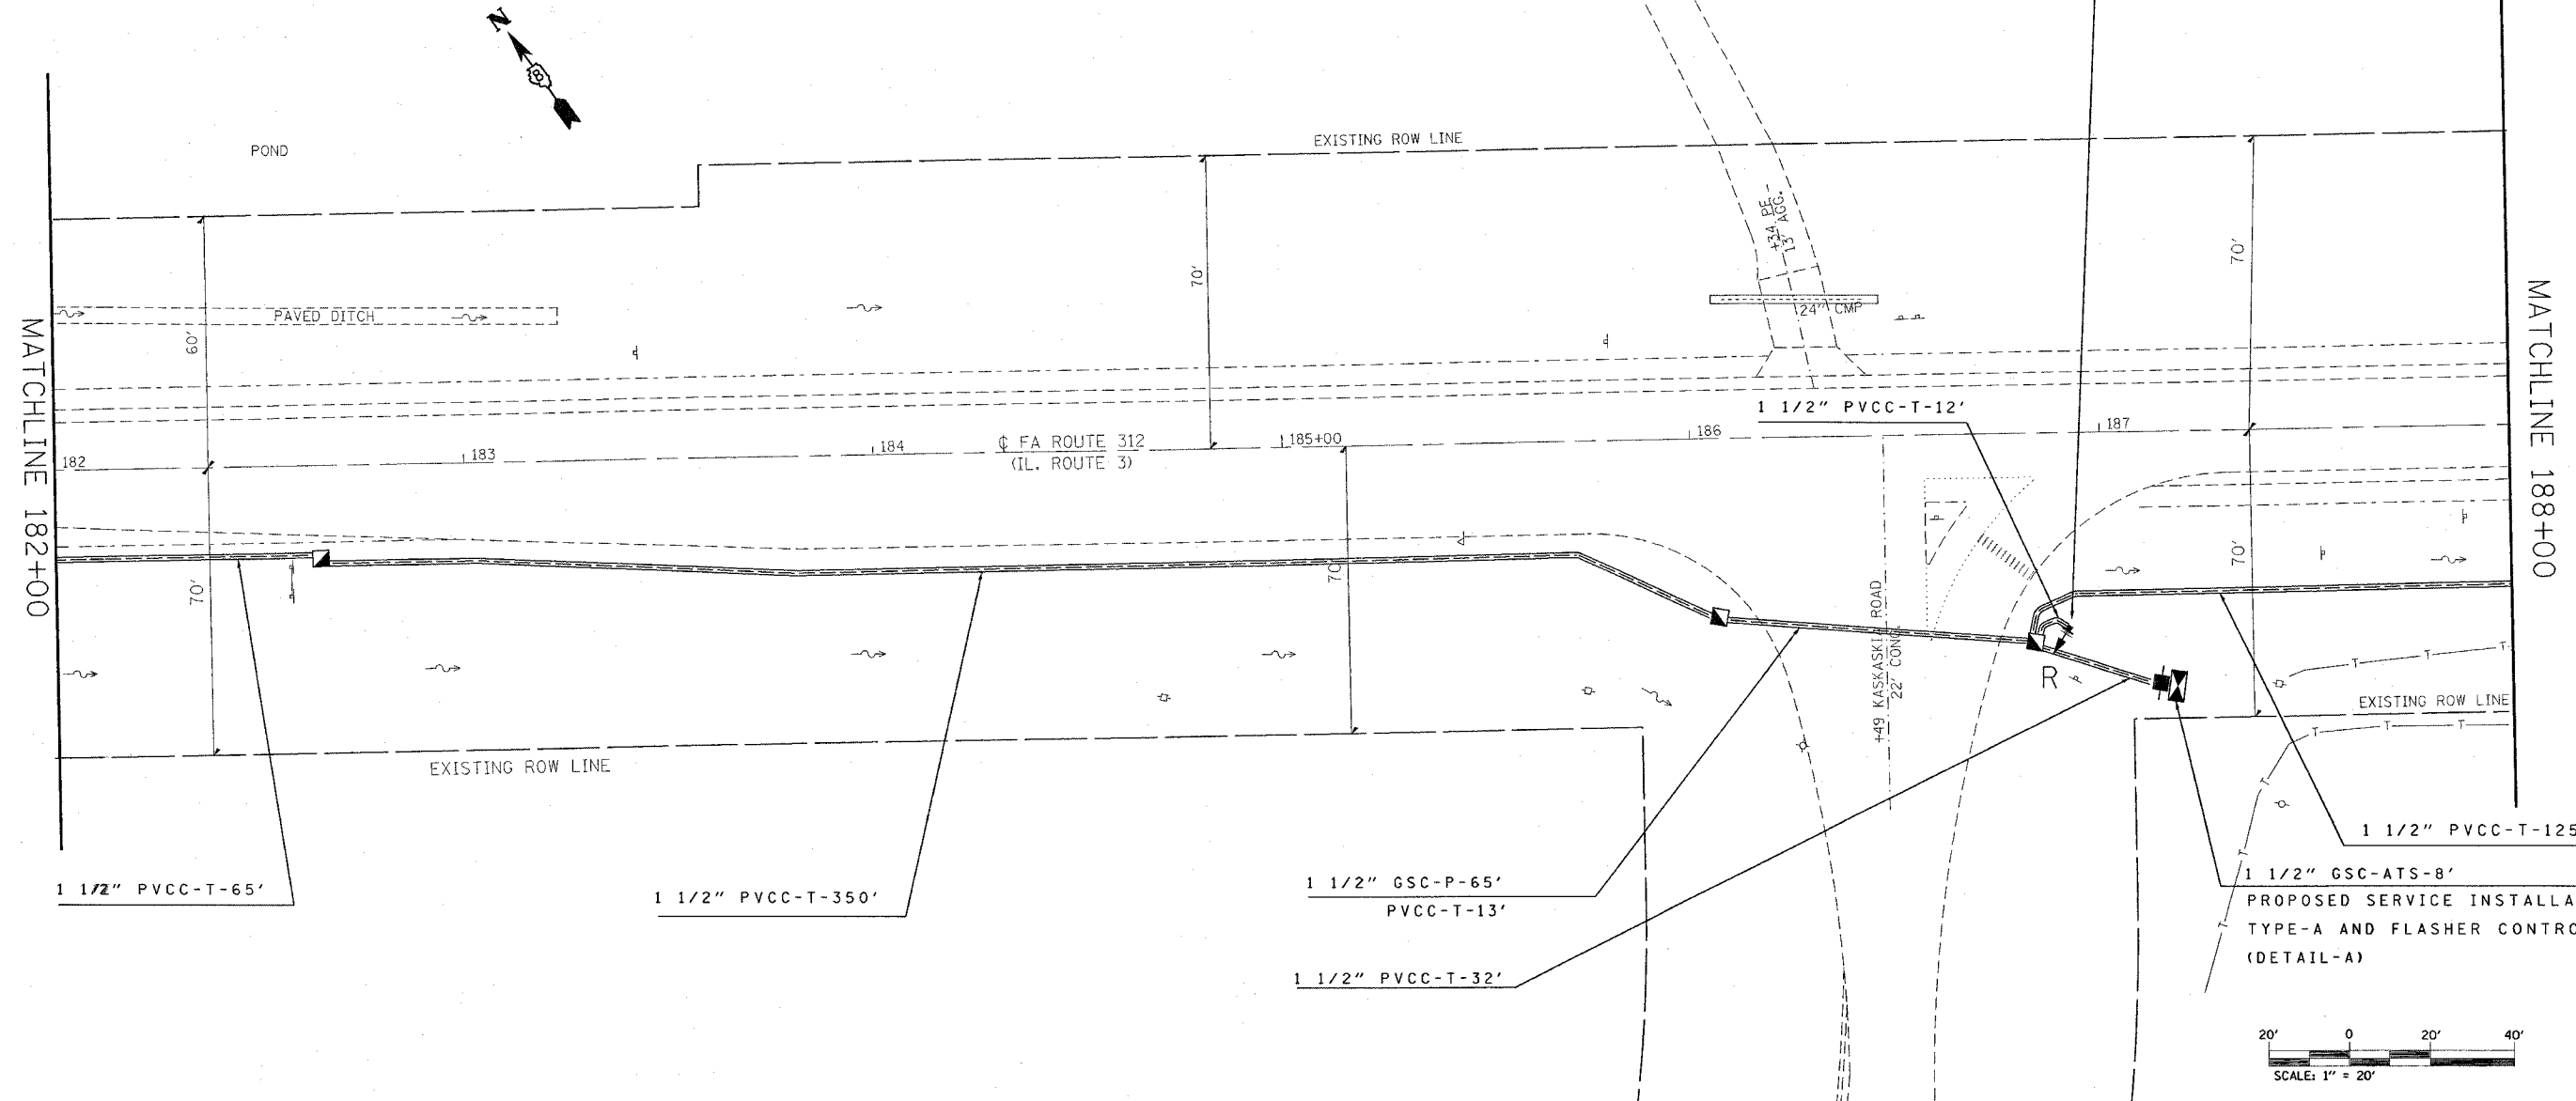 N
8
POND
EXISTING ROW LINE
+34 PE
13' AGG.
70'
70'
60'
PAVED DITCH
24" CMP
MATCHLINE 182+00
MATCHLINE 188+00
1 1/2" PVCC-T-12'
182
183
184
₵ FA ROUTE 312
(IL. ROUTE 3)
185+00
186
187
70'
70'
70'
+49 KASKASKIA ROAD
22' CONC.
R
T T T
EXISTING ROW LINE
T T T
T
T
T
T
EXISTING ROW LINE
1 1/2" PVCC-T-65'
1 1/2" PVCC-T-350'
1 1/2" GSC-P-65'
PVCC-T-13'
1 1/2" PVCC-T-32'
1 1/2" PVCC-T-125
1 1/2" GSC-ATS-8'
PROPOSED SERVICE INSTALLA
TYPE-A AND FLASHER CONTRO
(DETAIL-A)
20' 0 20' 40'
SCALE: 1" = 20'